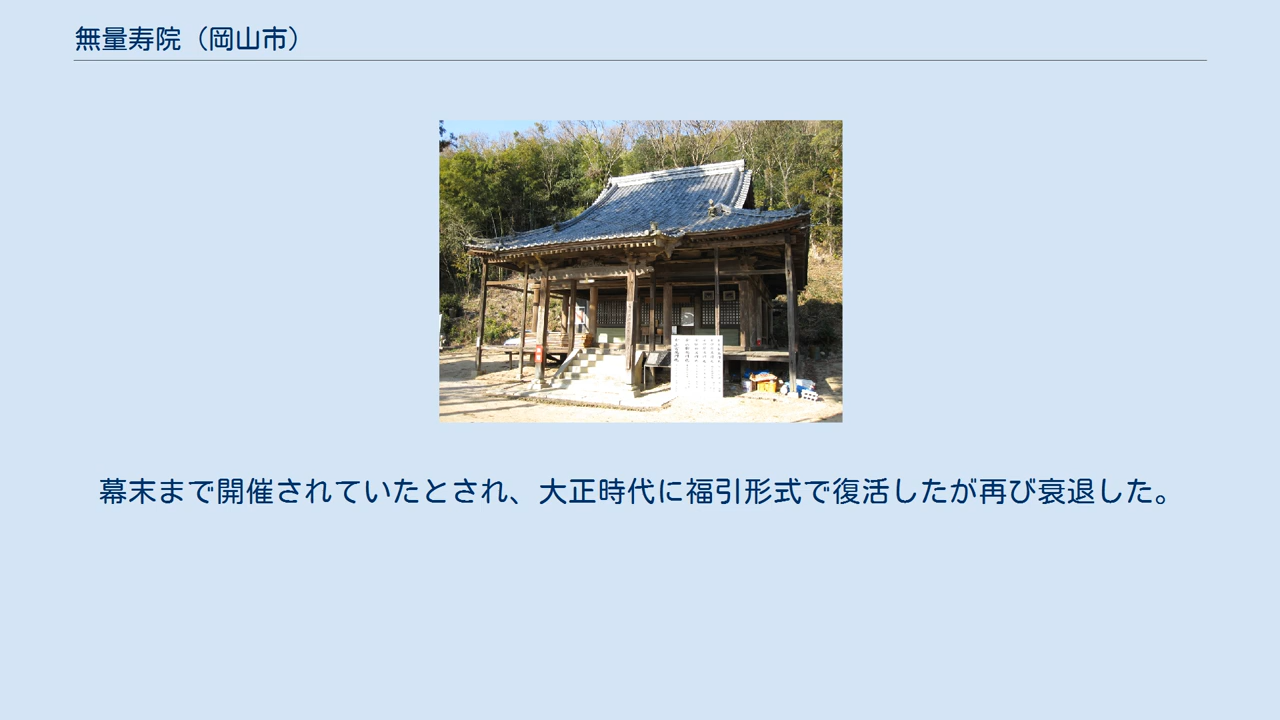 無量寿院（岡山市）
幕末まで開催されていたとされ、大正時代に福引形式で復活したが再び衰退した。